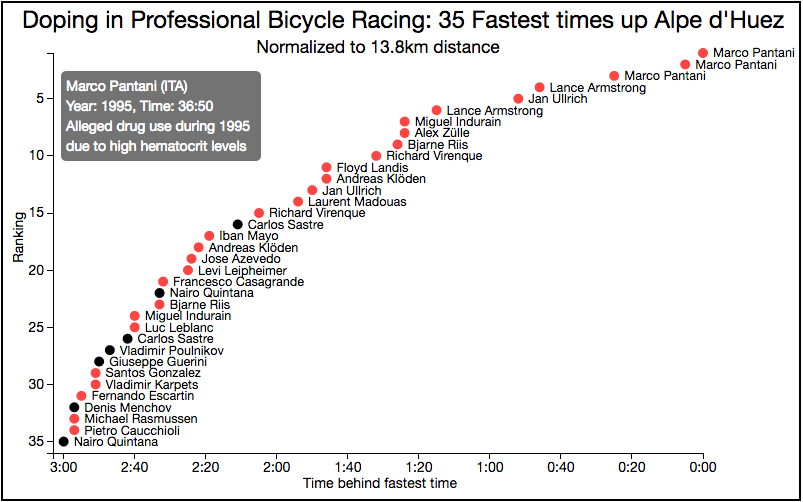 Doping in Professional Bicycle Racing: 35 Fastest times up Alpe d'Huez
Normalized to 13.8km distance
Marco Pantani
Marco Pantani
Marco Pantani (ITA)
Year: 1995, Time: 36:50
Alleged drug use during 1995
due to high hematocrit levels
Marco Pantani
Lance Armstrong
5
Jan Ullrich
Lance Armstrong
Miguel Indurain
Alex Zülle
Bjarne Riis
10
Richard Virenque
Floyd Landis
Andreas Klöden
Jan Ullrich
Laurent Madouas
15
Richard Virenque
Carlos Sastre
Ranking
Iban Mayo
Andreas Klöden
Jose Azevedo
20
Levi Leipheimer
Francesco Casagrande
Nairo Quintana
Bjarne Riis
Miguel Indurain
25
Luc Leblanc
Carlos Sastre
Vladimir Poulnikov
Giuseppe Guerini
Santos Gonzalez
30
Vladimir Karpets
Fernando Escartin
Denis Menchov
Michael Rasmussen
Pietro Caucchioli
35
Nairo Quintana
3:00 2:40 2:20 2:00 1:40 1:20 1:00 0:40 0:20 0:00
Time behind fastest time